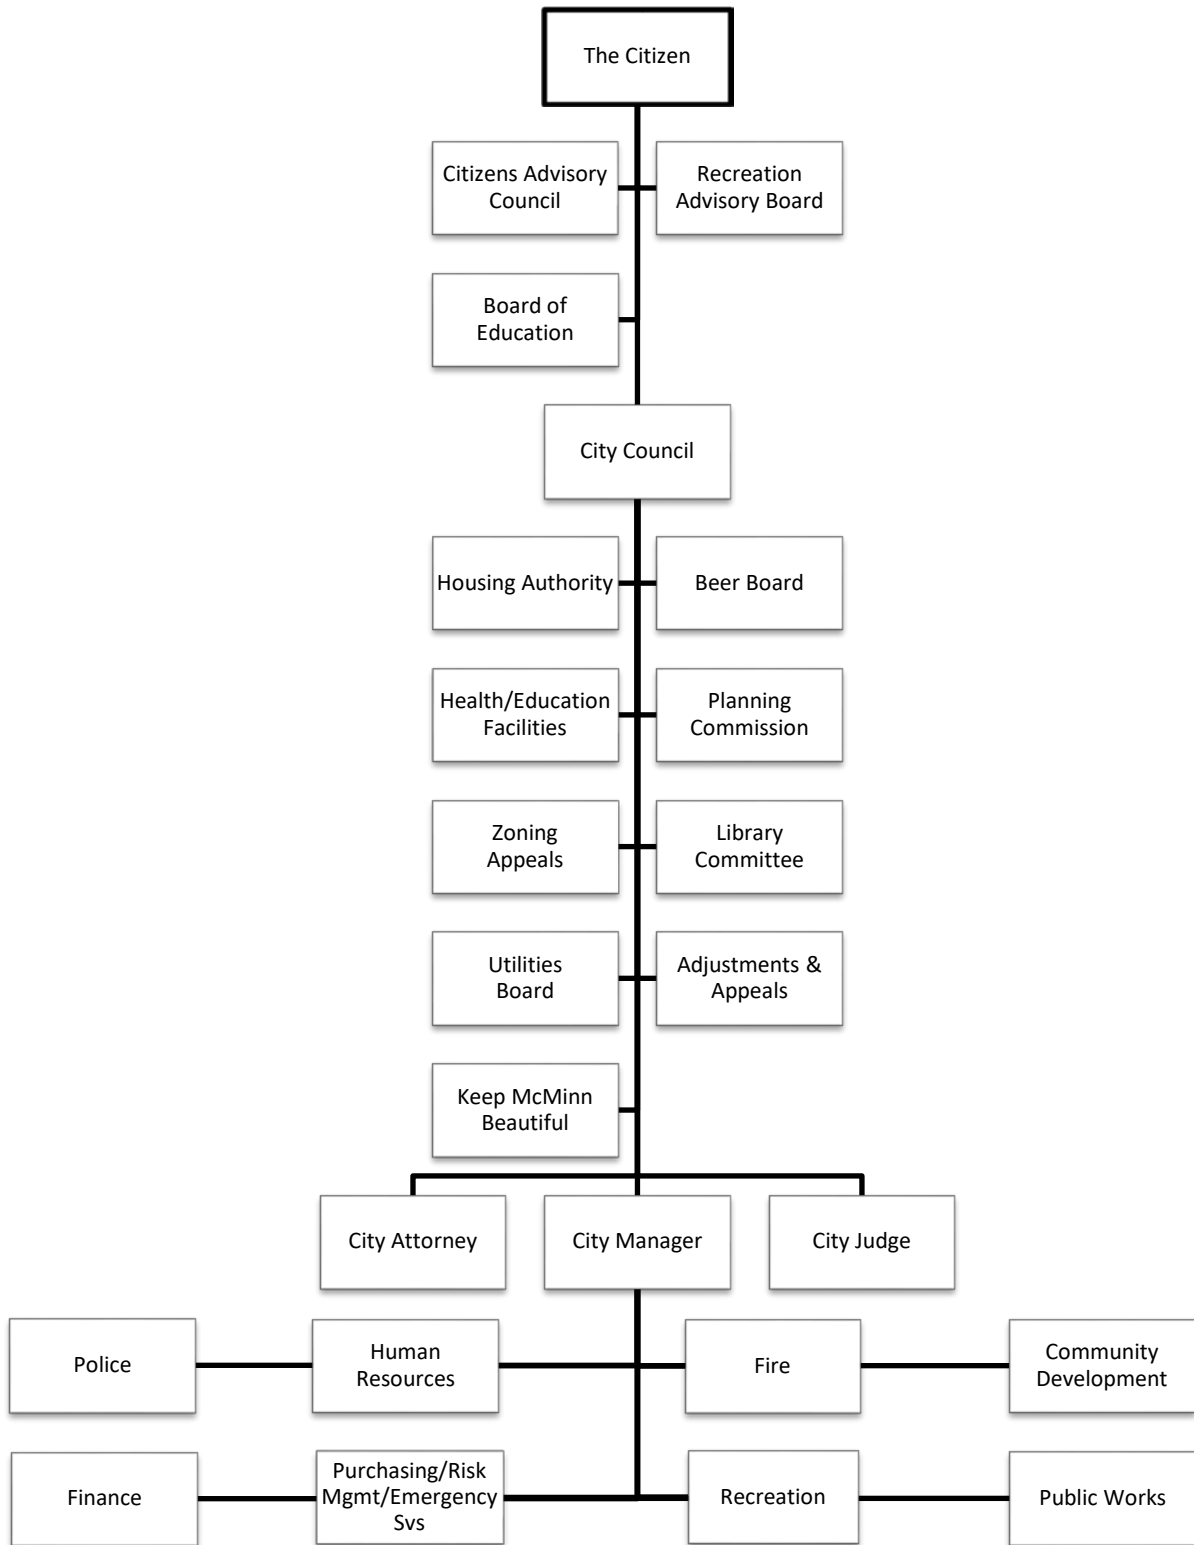 The Citizen
Citizens Advisory
Council
Recreation
Advisory Board
Board of
Education
City Council
Housing Authority
Beer Board
Health/Education
Facilities
Planning
Commission
Zoning
Appeals
Library
Committee
Utilities
Board
Adjustments &
Appeals
Keep McMinn
Beautiful
City Attorney
City Manager
City Judge
Police
Human
Resources
Fire
Community
Development
Finance
Purchasing/Risk
Mgmt/Emergency
Svs
Recreation
Public Works